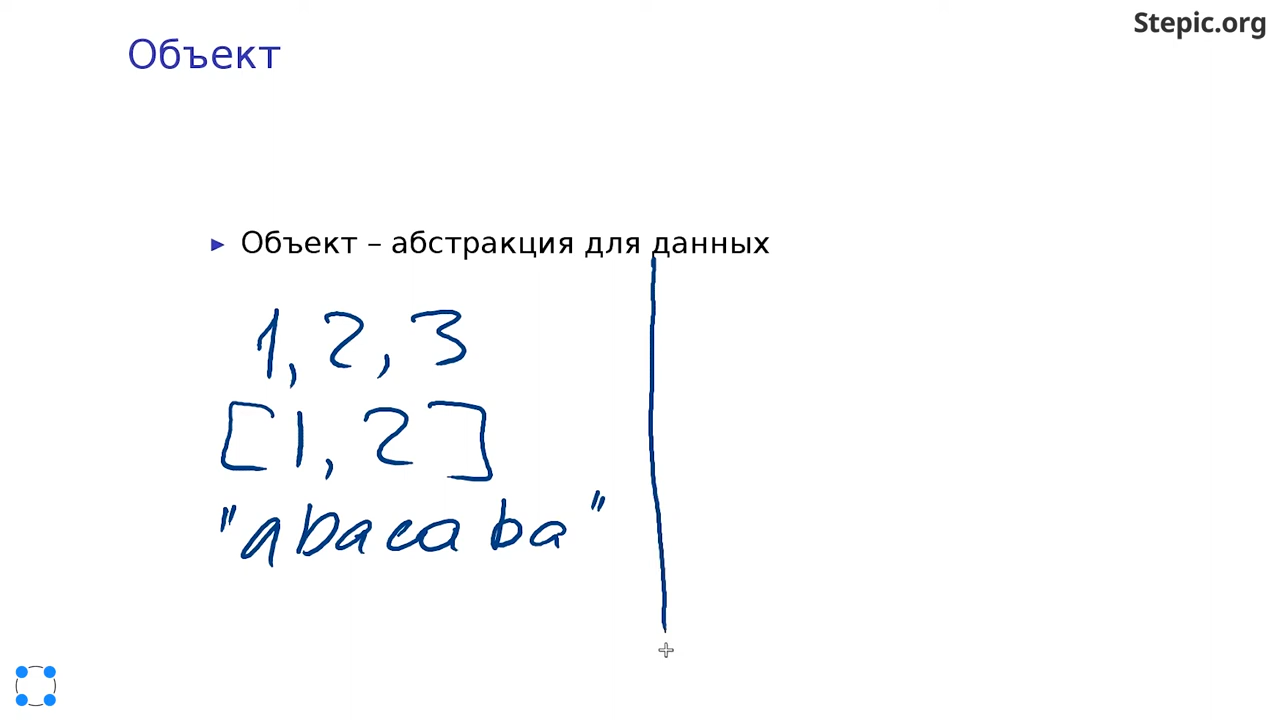 Stepic.org
Объект
Объект – абстракция для данных
1, 2, 3
[1, 2]
"abacaba"